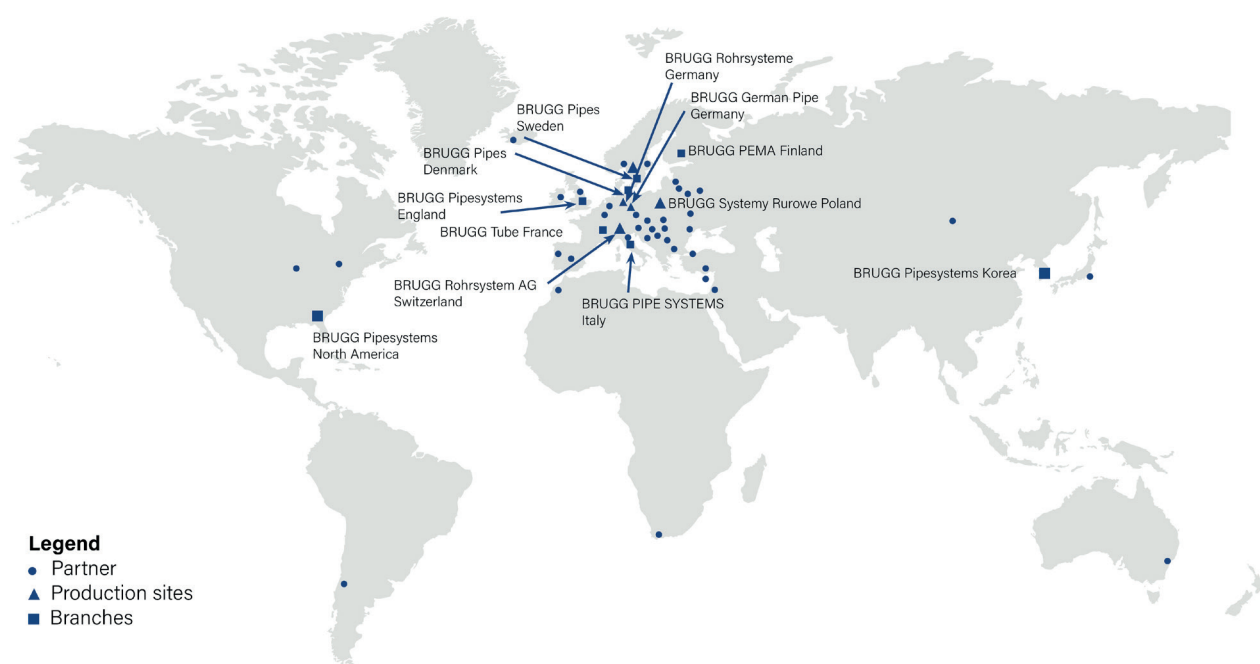 BRUGG Rohrsysteme
Germany
BRUGG German Pipe
Germany
BRUGG Pipes
Sweden
BRUGG Pipes
Denmark
BRUGG PEMA Finland
BRUGG Pipesystems
England
BRUGG Systemy Rurowe Poland
BRUGG Tube France
BRUGG Pipesystems Korea
BRUGG Rohrsystem AG
Switzerland
BRUGG PIPE SYSTEMS
Italy
BRUGG Pipesystems
North America
Legend
Partner
Production sites
Branches